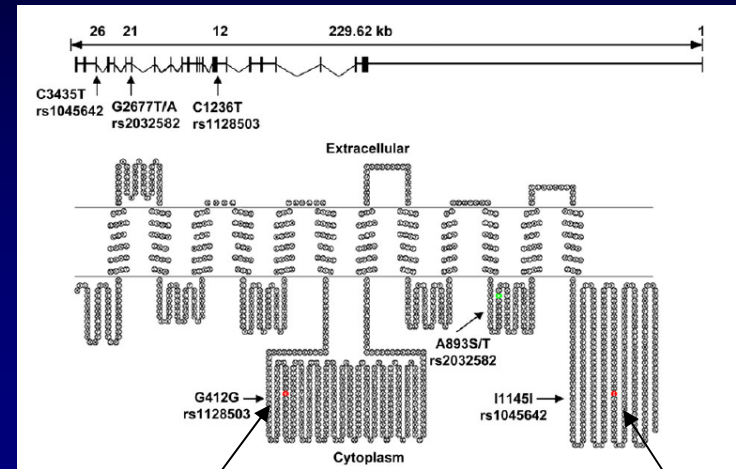 26 21 12 229.62 kb 1
C3435T
rs1045642
G2677T/A
rs2032582
C1236T
rs1128503
Extracellular
A893S/T
rs2032582
G412G
rs1128503
I1145I
rs1045642
Cytoplasm